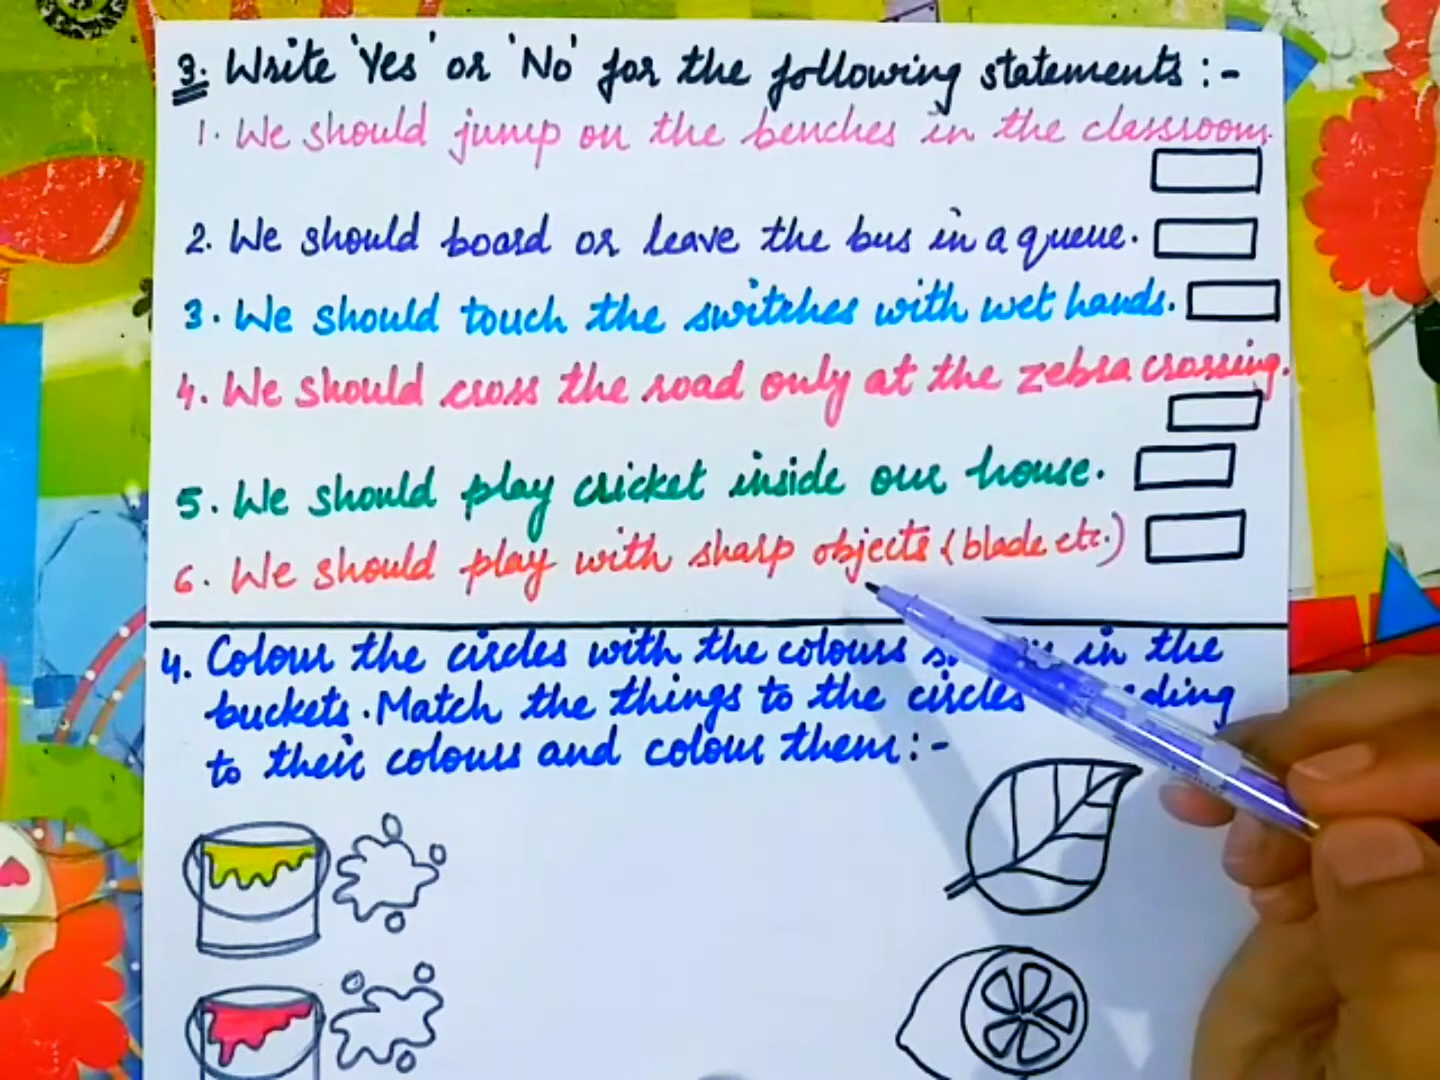 3. Write 'Yes' or 'No' for the following statements :-
1. We should jump on the benches in the classroom.
2. We should board or leave the bus in a queue.
3. We should touch the switches with wet hands.
4. We should cross the road only at the zebra crossing.
5. We should play cricket inside our house.
6. We should play with sharp objects (blade etc.)
4. Colour the circles with the colours in the
buckets. Match the things to the circles
to their colours and colour them :-